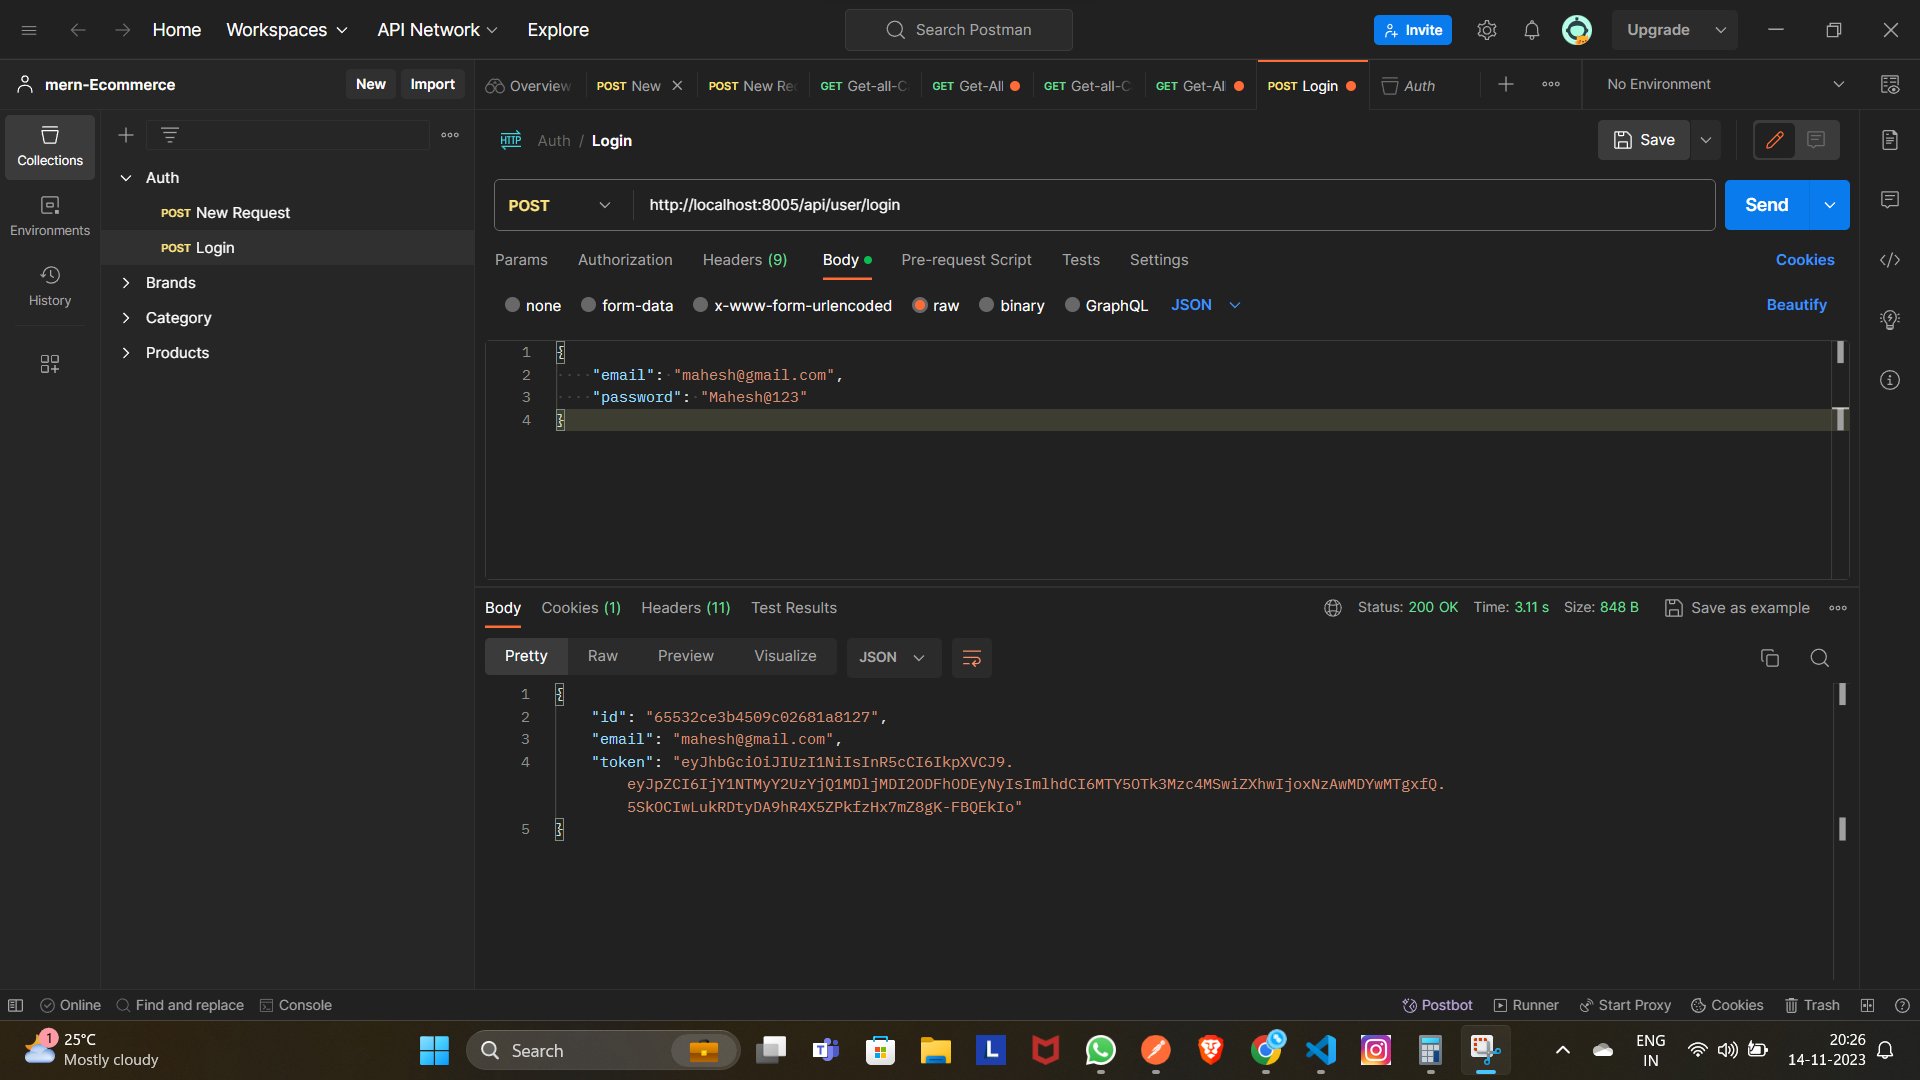 Home
Workspaces
API Network
Explore
Search Postman
Invite
Upgrade
mern-Ecommerce
New
Import
Overview
POST New
POST New Re
GET Get-all-C
GET Get-All
GET Get-all-C
GET Get-Al
POST Login
Auth
No Environment
Collections
Environments
History
Auth
POST New Request
POST Login
Brands
Category
Products
HTTP Auth / Login
Save
POST
http://localhost:8005/api/user/login
Send
Params
Authorization
Headers (9)
Body
Pre-request Script
Tests
Settings
Cookies
none
form-data
x-www-form-urlencoded
raw
binary
GraphQL
JSON
Beautify
1 {
2 "email": "mahesh@gmail.com",
3 "password": "Mahesh@123"
4 }
Body
Cookies (1)
Headers (11)
Test Results
Status: 200 OK
Time: 3.11 s
Size: 848 B
Save as example
Pretty
Raw
Preview
Visualize
JSON
1 {
2 "id": "65532ce3b4509c02681a8127",
3 "email": "mahesh@gmail.com",
4 "token": "eyJhbGciOiJIUzI1NiIsInR5cCI6IkpXVCJ9.
eyJpZCI6IjY1NTMyY2UzYjQ1MDljMDI2ODFhODEyNyIsImlhdCI6MTY5OTk3Mzc4MSwiZXhwIjoxNzAwMDYwMTgxfQ.
5SkOCIwLukRDtyDA9hR4X5ZPkfzHx7mZ8gK-FBQEkIo"
5 }
Online
Find and replace
Console
Postbot
Runner
Start Proxy
Cookies
Trash
1
25°C
Mostly cloudy
Search
L
ENG
IN
20:26
14-11-2023